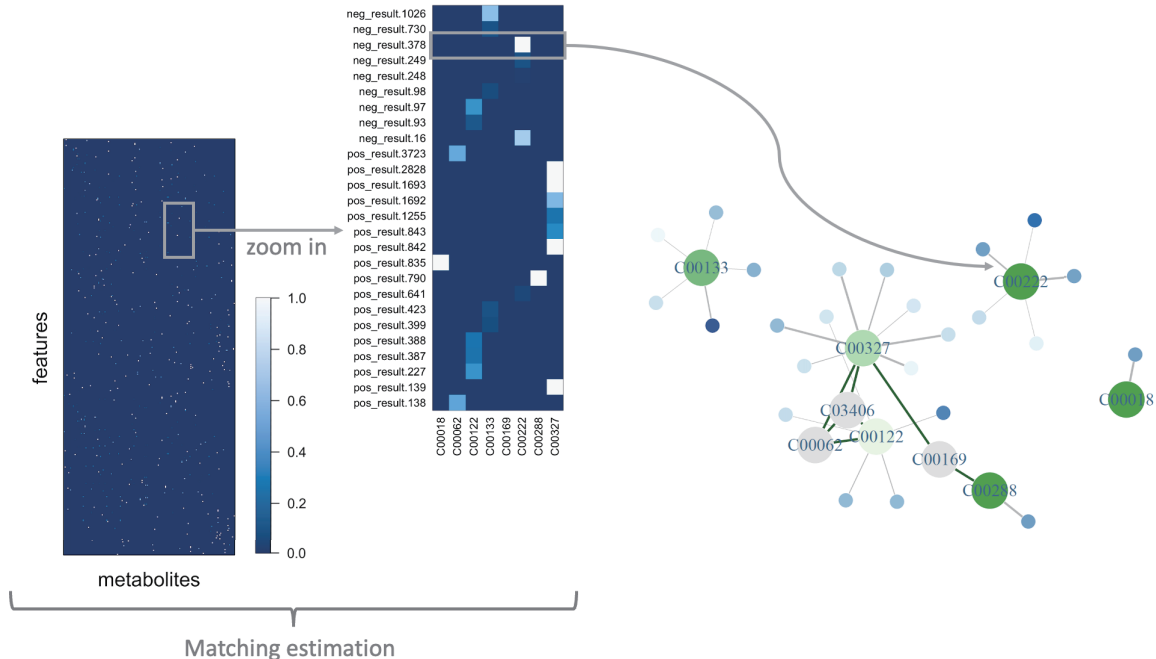 neg_result.1026
neg_result.730
neg_result.378
neg_result.249
neg_result.248
neg_result.98
neg_result.97
neg_result.93
neg_result.16
pos_result.3723
pos_result.2828
pos_result.1693
pos_result.1692
pos_result.1255
pos_result.843
pos_result.842
pos_result.835
pos_result.790
pos_result.641
pos_result.423
pos_result.399
pos_result.388
pos_result.387
pos_result.227
pos_result.139
pos_result.138
C00018
C00062
C00122
C00133
C00169
C00222
C00288
C00327
zoom in
1.0
0.8
0.6
0.4
0.2
0.0
features
metabolites
Matching estimation
C00133
C00222
C00327
C00018
C03406
C00062
C00122
C00169
C00288